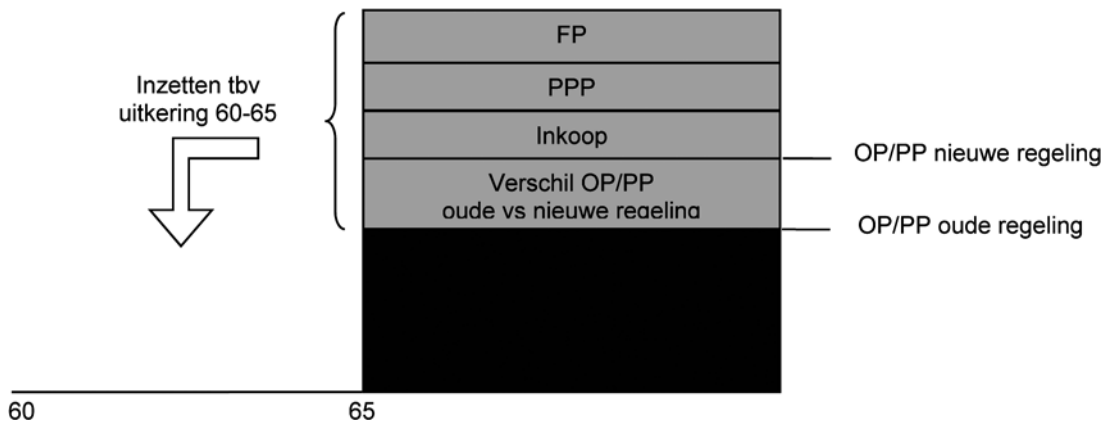 FP
PPP
Inkoop
Verschil OP/PP
oude vs nieuwe regeling
Inzetten tbv
uitkering 60-65
OP/PP nieuwe regeling
OP/PP oude regeling
60
65